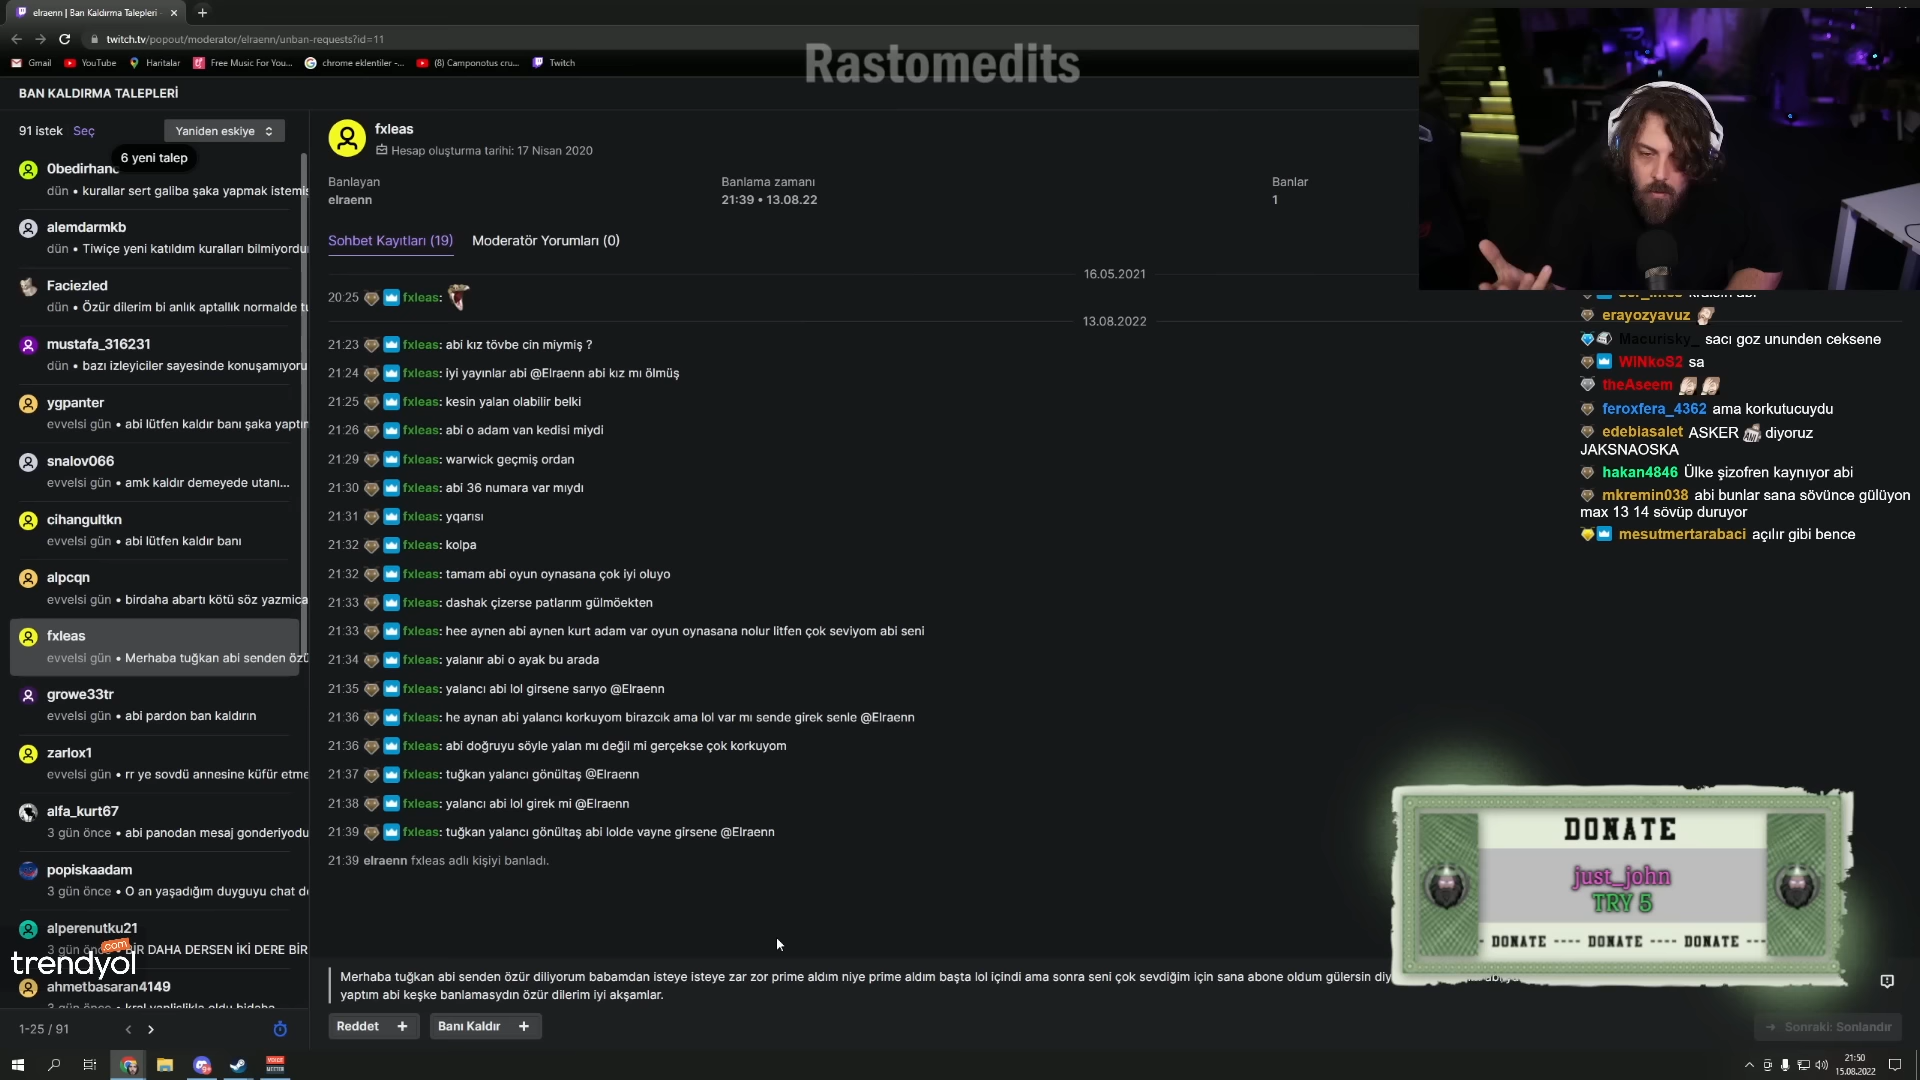 elraenn | Ban Kaldırma Talepleri
twitch.tv/popout/moderator/elraenn/unban-requests?id=11
Gmail YouTube Haritalar Free Music For You... chrome eklentiler -... (8) Camponotus cru... Twitch
Rastomedits
BAN KALDIRMA TALEPLERİ
91 istek Seç Yeniden eskiye
6 yeni talep
0bedirhan
dün • kurallar sert galiba şaka yapmak istemiş
alemdarmkb
dün • Tiwiçe yeni katıldım kuralları bilmiyordu
Faciezled
dün • Özür dilerim bi anlık aptallık normalde tu
mustafa_316231
dün • bazı izleyiciler sayesinde konuşamıyoru
ygpanter
evvelsi gün • abi lütfen kaldır banı şaka yaptım
snalov066
evvelsi gün • amk kaldır demeyede utanı...
cihangultkn
evvelsi gün • abi lütfen kaldır banı
alpcqn
evvelsi gün • birdaha abartı kötü söz yazmica
fxleas
evvelsi gün • Merhaba tuğkan abi senden özü
growe33tr
evvelsi gün • abi pardon ban kaldırın
zarlox1
evvelsi gün • rr ye sovdü annesine küfür etme
alfa_kurt67
3 gün önce • abi panodan mesaj gonderiyodu
popiskaadam
3 gün önce • O an yaşadığım duyguyu chat de
alperenutku21
3 gün önce • BİR DAHA DERSEN İKİ DERE BİR
trendyol
.com
ahmetbasaran4149
3 gün önce • kral yanlislikla oldu bidaha
1-25 / 91
fxleas
Hesap oluşturma tarihi: 17 Nisan 2020
Banlayan Banlama zamanı Banlar
elraenn 21:39 • 13.08.22 1
Sohbet Kayıtları (19) Moderatör Yorumları (0)
16.05.2021
20:25 fxleas:
13.08.2022
21:23 fxleas: abi kız tövbe cin miymiş ?
21:24 fxleas: iyi yayınlar abi @Elraenn abi kız mı ölmüş
21:25 fxleas: kesin yalan olabilir belki
21:26 fxleas: abi o adam van kedisi miydi
21:29 fxleas: warwick geçmiş ordan
21:30 fxleas: abi 36 numara var mıydı
21:31 fxleas: yqarısı
21:32 fxleas: kolpa
21:32 fxleas: tamam abi oyun oynasana çok iyi oluyo
21:33 fxleas: dashak çizerse patlarım gülmöekten
21:33 fxleas: hee aynen abi aynen kurt adam var oyun oynasana nolur litfen çok seviyom abi seni
21:34 fxleas: yalanır abi o ayak bu arada
21:35 fxleas: yalancı abi lol girsene sarıyo @Elraenn
21:36 fxleas: he aynan abi yalancı korkuyom birazcık ama lol var mı sende girek senle @Elraenn
21:36 fxleas: abi doğruyu söyle yalan mı değil mi gerçekse çok korkuyom
21:37 fxleas: tuğkan yalancı gönültaş @Elraenn
21:38 fxleas: yalancı abi lol girek mi @Elraenn
21:39 fxleas: tuğkan yalancı gönültaş abi lolde vayne girsene @Elraenn
21:39 elraenn fxleas adlı kişiyi banladı.
Merhaba tuğkan abi senden özür diliyorum babamdan isteye isteye zar zor prime aldım niye prime aldım başta lol içindi ama sonra seni çok sevdiğim için sana abone oldum gülersin diy
yaptım abi keşke banlamasydın özür dilerim iyi akşamlar.
Reddet + Banı Kaldır +
Sonraki: Sonlandır
erayozyavuz
Macurisky_ sacı goz ununden ceksene
WINkoS2 sa
theAseem
feroxfera_4362 ama korkutucuydu
edebiasalet ASKER diyoruz
JAKSNAOSKA
hakan4846 Ülke şizofren kaynıyor abi
mkremin038 abi bunlar sana sövünce gülüyon
max 13 14 sövüp duruyor
mesutmertarabaci açılır gibi bence
DONATE
just_john
TRY 5
- DONATE ---- DONATE ---- DONATE ---
21:50
15.08.2022